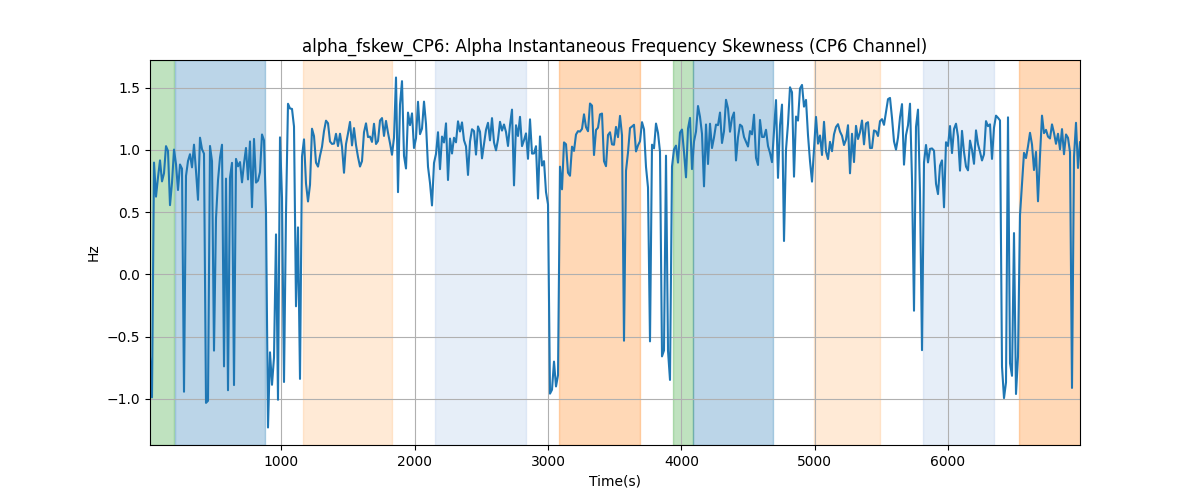 alpha_fskew_CP6: Alpha Instantaneous Frequency Skewness (CP6 Channel)
1.5
1.0
0.5
0.0
−0.5
−1.0
Hz
1000 2000 3000 4000 5000 6000
Time(s)